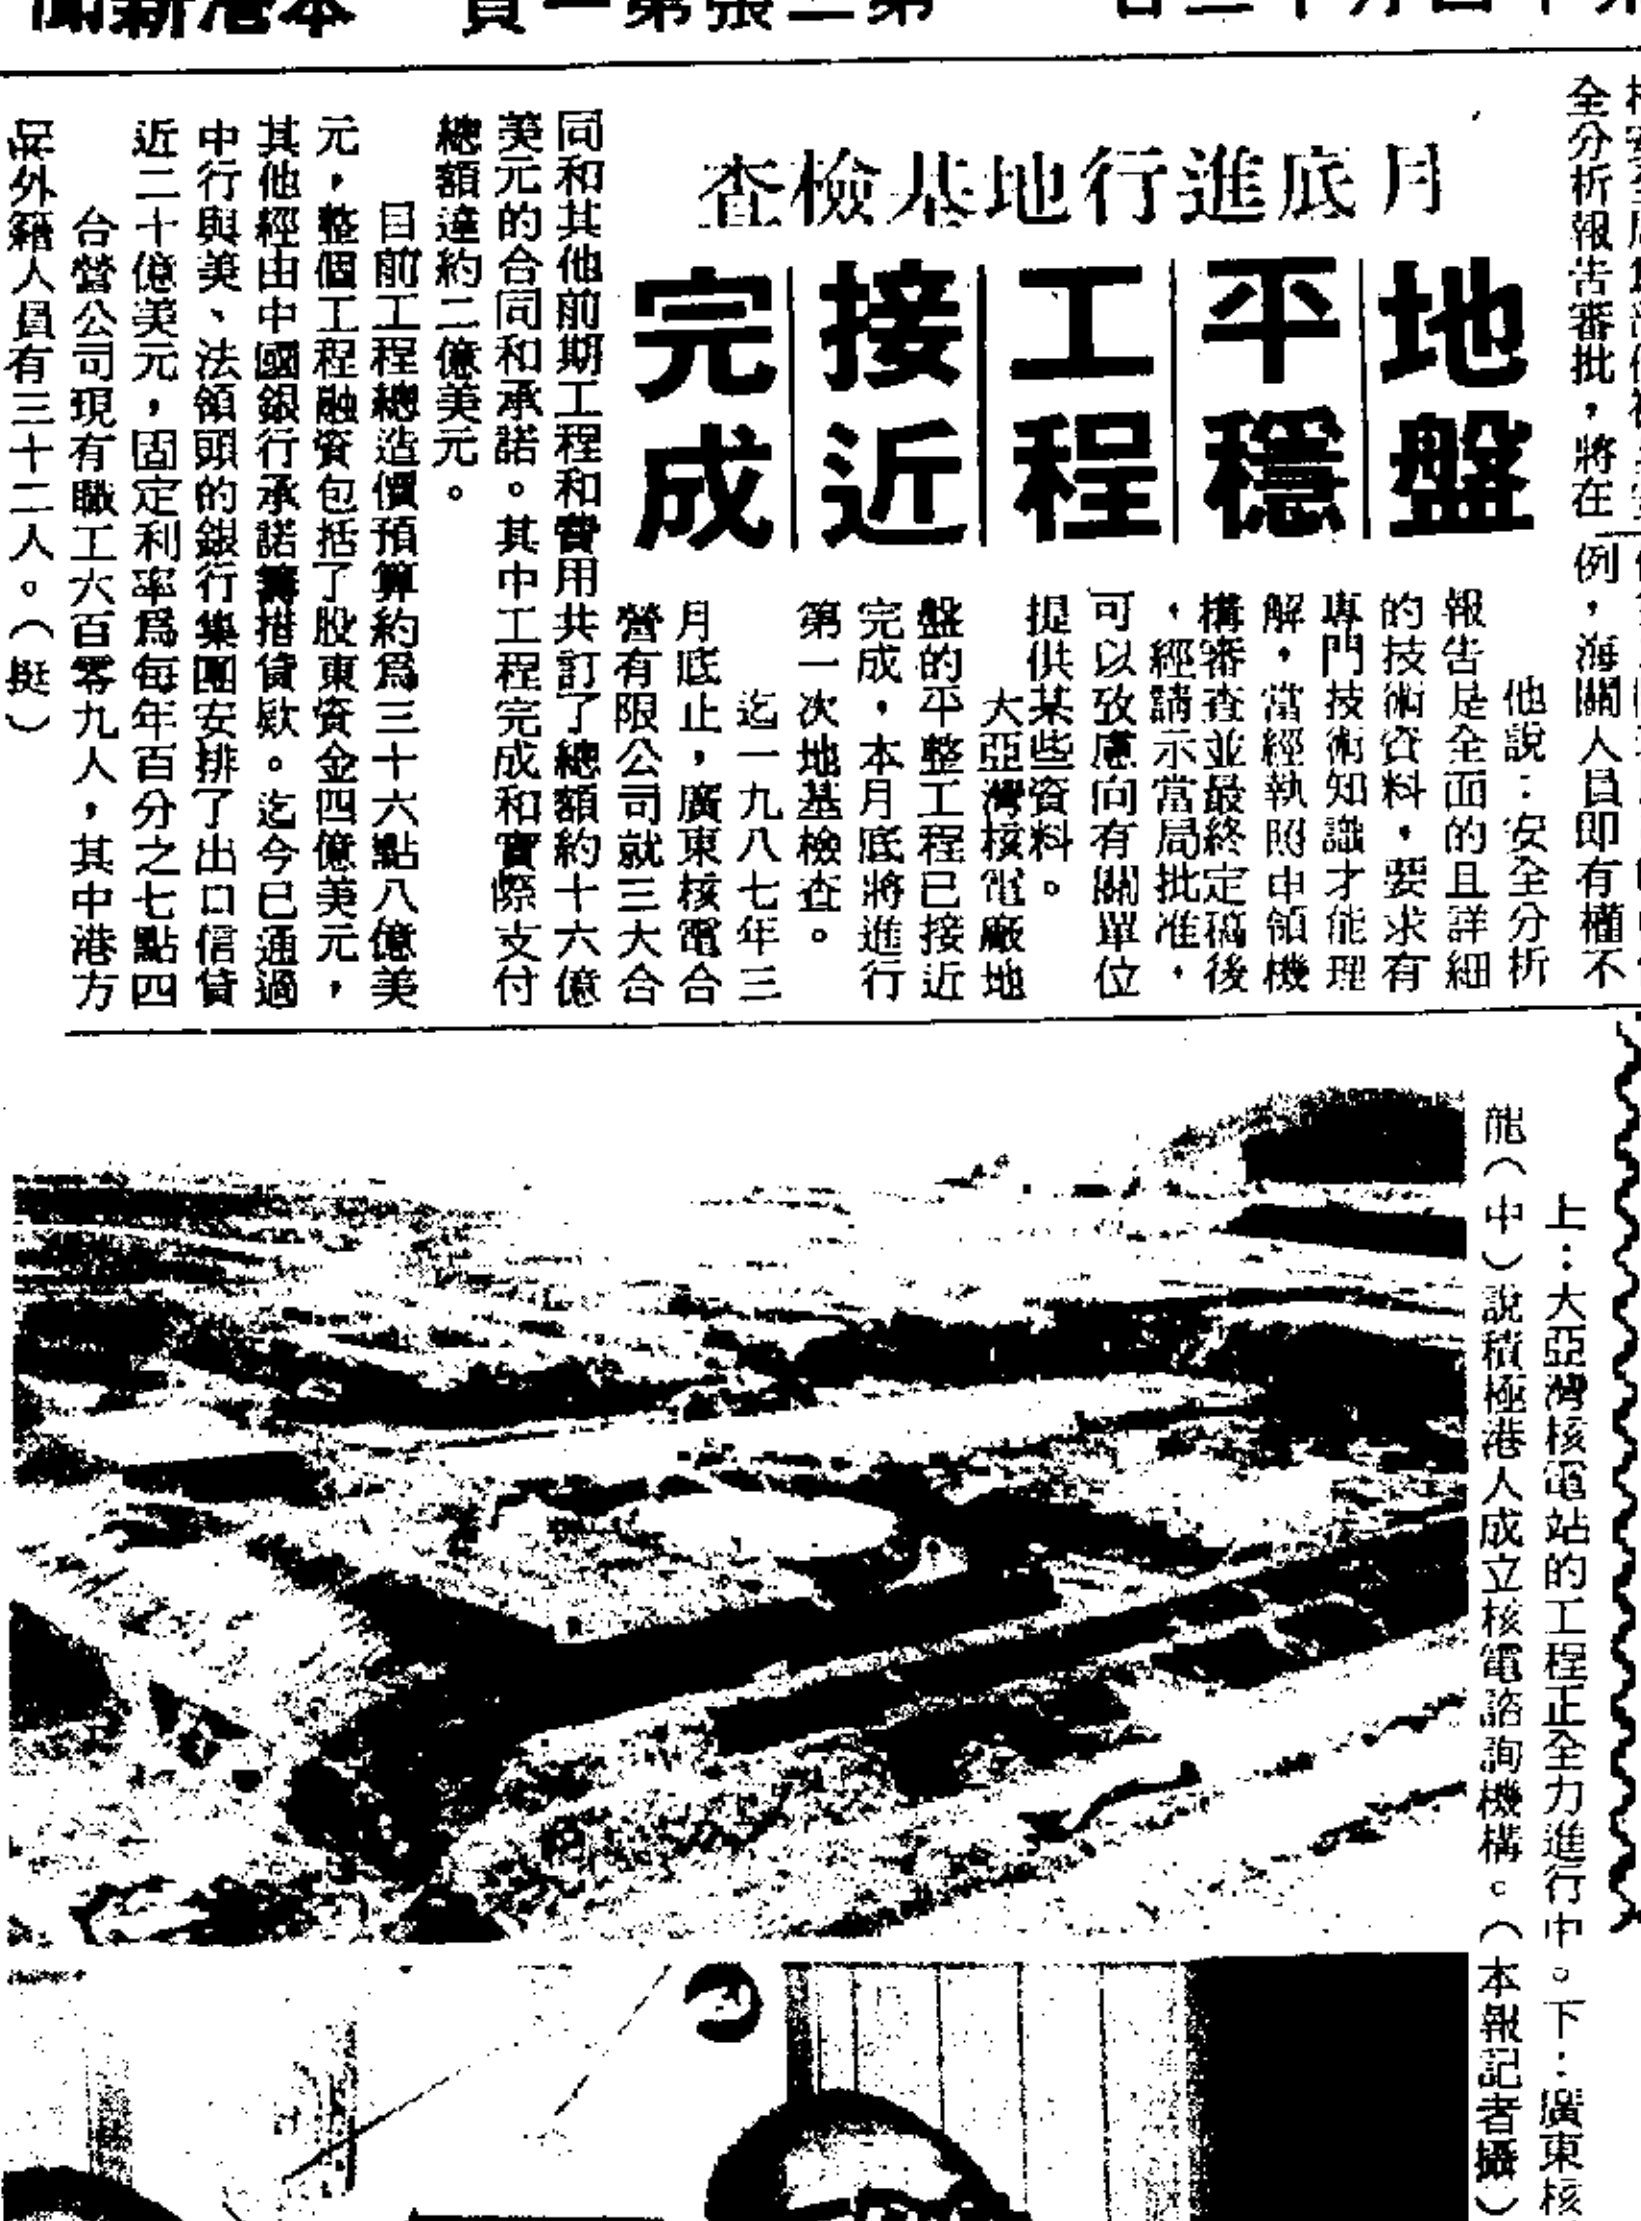 本港新聞
第二張第一頁
全分析報告審批，將在
例，海關人員即有權不
月底進行地基檢查
地盤平穩工程接近完成
他說：安全分析
報告是全面的且詳細
的技術資料，要求有
專門技術知識才能理
解，當經執照申領機
構審查並最終定稿後
，經請示當局批准，
可以致慮向有關單位
提供某些資料。
大亞灣核電廠地
盤的平整工程已接近
完成，本月底將進行
第一次地基檢查。
迄一九八七年三
月底止，廣東核電合
營有限公司就三大合
同和其他前期工程和費用共訂了總額約十六億
美元的合同和承諾。其中工程完成和實際支付
總額達約二億美元。
目前工程總造價預算約爲三十六點八億美
元，整個工程融資包括了股東資金四億美元，
其他經由中國銀行承諾籌措貸款。迄今已通過
中行與美、法領頭的銀行集團安排了出口信貸
近二十億美元，固定利率爲每年百分之七點四
台營公司現有職工六百零九人，其中港方
外籍人員有三十二人。（挺）
上：大亞灣核電站的工程正全力進行中。下：廣東核
龍（中）說積極港人成立核電諮詢機構。（本報記者攝）